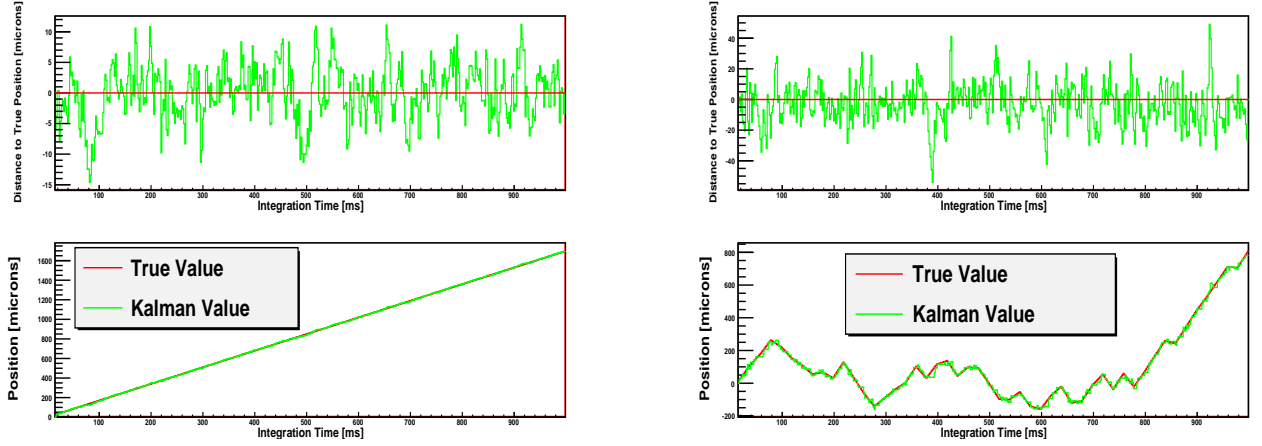 Distance to True Position [microns]
10
5
0
-5
-10
-15
100 200 300 400 500 600 700 800 900
Integration Time [ms]
Distance to True Position [microns]
40
20
0
-20
-40
100 200 300 400 500 600 700 800 900
Integration Time [ms]
Position [microns]
1600
1400
1200
1000
800
600
400
200
0
True Value
Kalman Value
100 200 300 400 500 600 700 800 900
Integration Time [ms]
Position [microns]
800
600
400
200
0
-200
True Value
Kalman Value
100 200 300 400 500 600 700 800 900
Integration Time [ms]